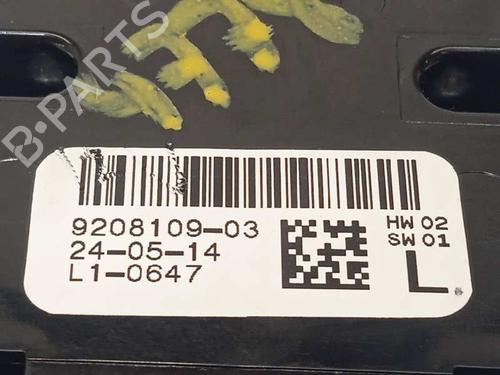 B-PARTS
9208109-03
24-05-14
L1-0647
HW 02
SW 01
L